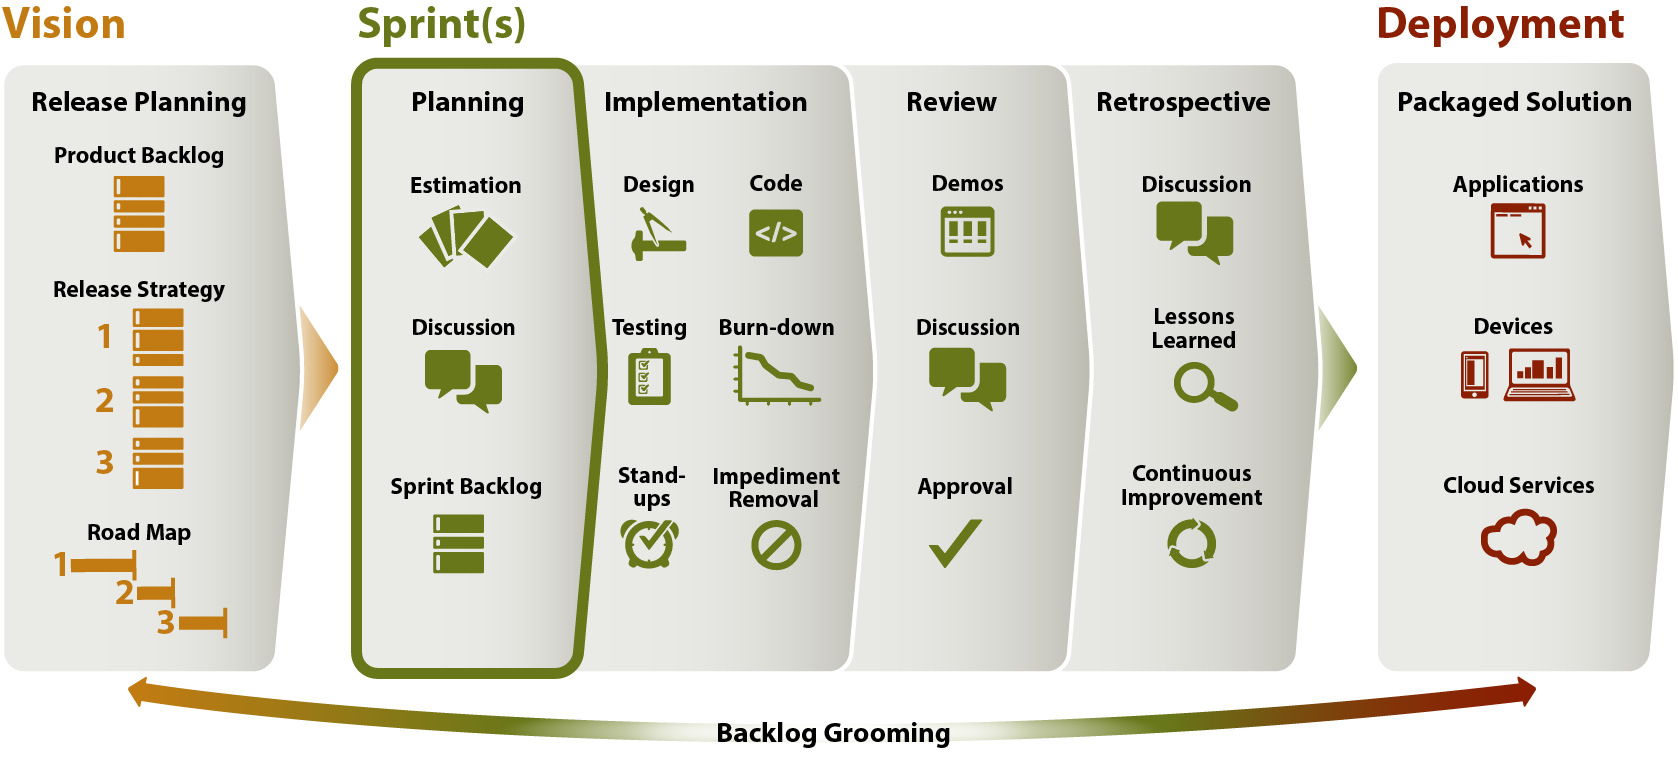 Vision
Sprint(s)
Deployment
Release Planning
Product Backlog
Release Strategy
1
2
3
Road Map
1
2
3
Planning
Estimation
Discussion
Sprint Backlog
Implementation
Design
Code
</>
Testing
Burn-down
Stand-
ups
Impediment
Removal
Review
Demos
Discussion
Approval
Retrospective
Discussion
Lessons
Learned
Continuous
Improvement
Packaged Solution
Applications
Devices
Cloud Services
Backlog Grooming